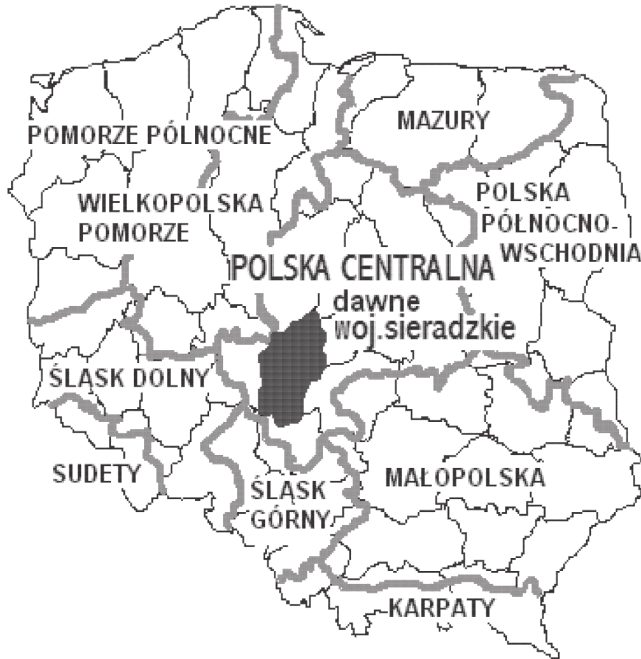 POMORZE PÓLNOCNE
MAZURY
WIELKOPOLSKA
POMORZE
POLSKA
PÓŁNOCNO-
WSCHODNIA
POLSKA CENTRALNA
dawne
woj.sieradzkie
ŚLĄSK DOLNY
SUDETY
ŚLĄSK
GÓRNY
MAŁOPOLSKA
KARPATY